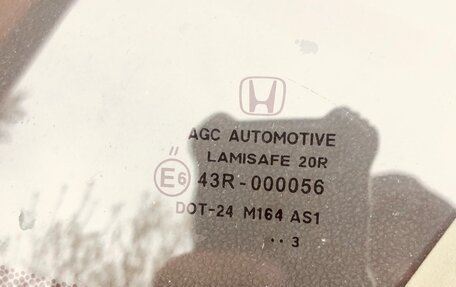 AGC AUTOMOTIVE
LAMISAFE 20R
E6 43R-000056
DOT-24 M164 AS1
·· 3